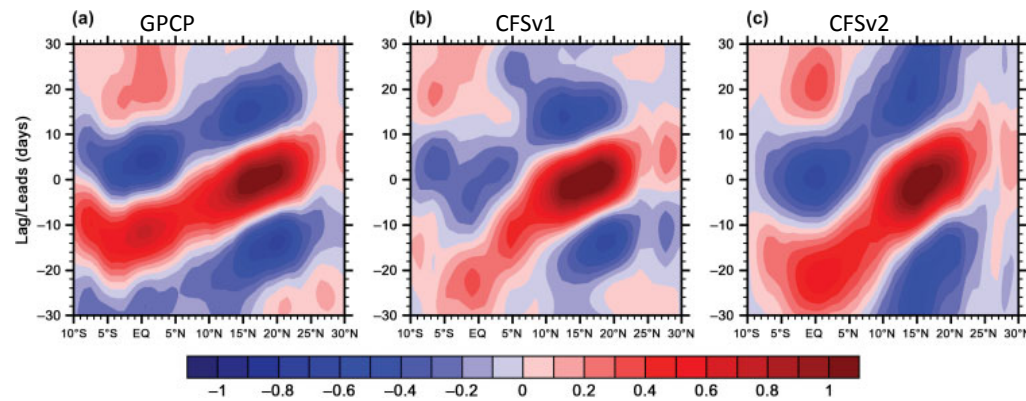 (a) GPCP (b) CFSv1 (c) CFSv2
30 30 30
20 20 20
10 10 10
0 0 0
−10 −10 −10
−20 −20 −20
−30 −30 −30
Lag/Leads (days)
10°S 5°S EQ 5°N 10°N 15°N 20°N 25°N 30°N 10°S 5°S EQ 5°N 10°N 15°N 20°N 25°N 30°N 10°S 5°S EQ 5°N 10°N 15°N 20°N 25°N 30°N
−1 −0.8 −0.6 −0.4 −0.2 0 0.2 0.4 0.6 0.8 1